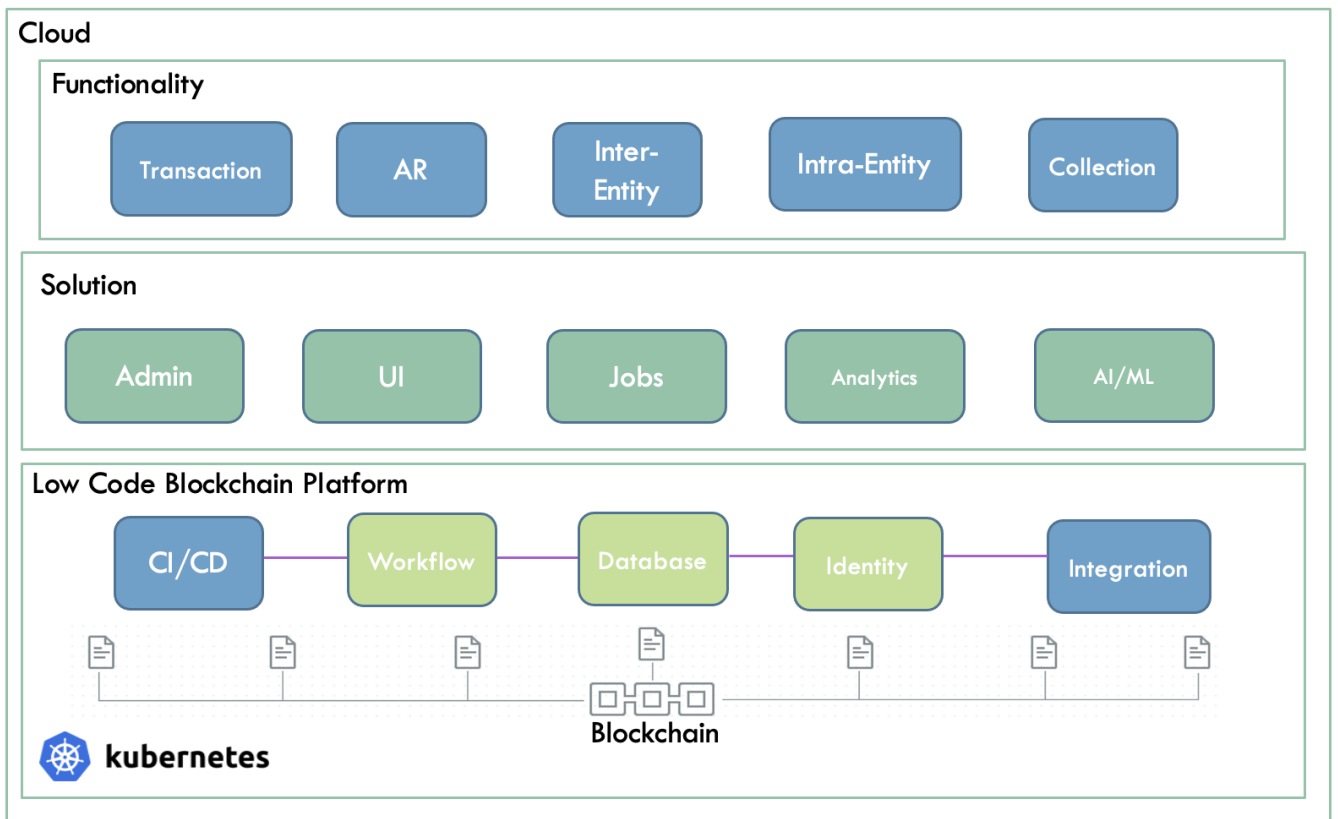 Cloud
Functionality
Transaction
AR
Inter-
Entity
Intra-Entity
Collection
Solution
Admin
UI
Jobs
Analytics
AI/ML
Low Code Blockchain Platform
CI/CD
Workflow
Database
Identity
Integration
Blockchain
kubernetes